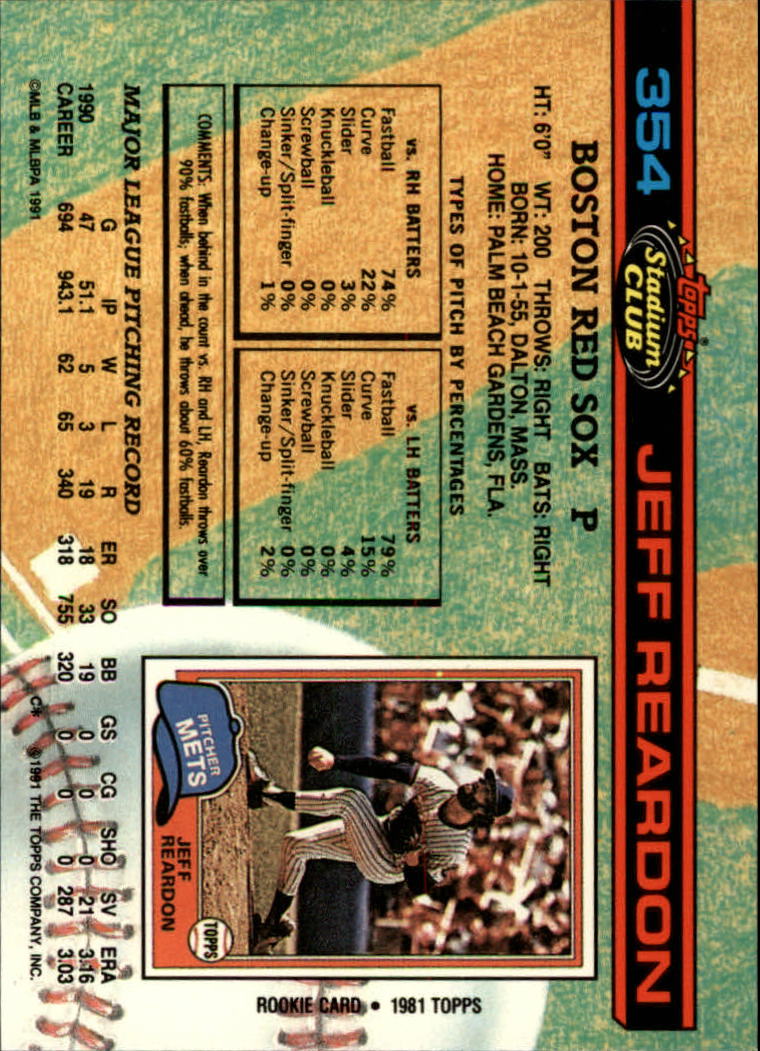 354
topps®
Stadium
CLUB
JEFF REARDON
BOSTON RED SOX P
HT: 6'0" WT: 200 THROWS: RIGHT BATS: RIGHT
BORN: 10-1-55, DALTON, MASS.
HOME: PALM BEACH GARDENS, FLA.
TYPES OF PITCH BY PERCENTAGES
vs. RH BATTERS
Fastball 74%
Curve 22%
Slider 3%
Knuckleball 0%
Screwball 0%
Sinker/Split-finger 0%
Change-up 1%
vs. LH BATTERS
Fastball 79%
Curve 15%
Slider 4%
Knuckleball 0%
Screwball 0%
Sinker/Split-finger 0%
Change-up 2%
COMMENTS: When behind in the count vs. RH and LH, Reardon throws over
90% fastballs; when ahead, he throws about 60% fastballs.
PITCHER
METS
JEFF
REARDON
TOPPS
ROOKIE CARD • 1981 TOPPS
MAJOR LEAGUE PITCHING RECORD
G IP W L R ER SO BB GS CG SHO SV ERA
1990 47 51.1 5 3 19 18 33 19 0 0 0 21 3.16
CAREER 694 943.1 62 65 340 318 755 320 0 0 0 287 3.03
©MLB & MLBPA 1991
C* ©1991 THE TOPPS COMPANY, INC.